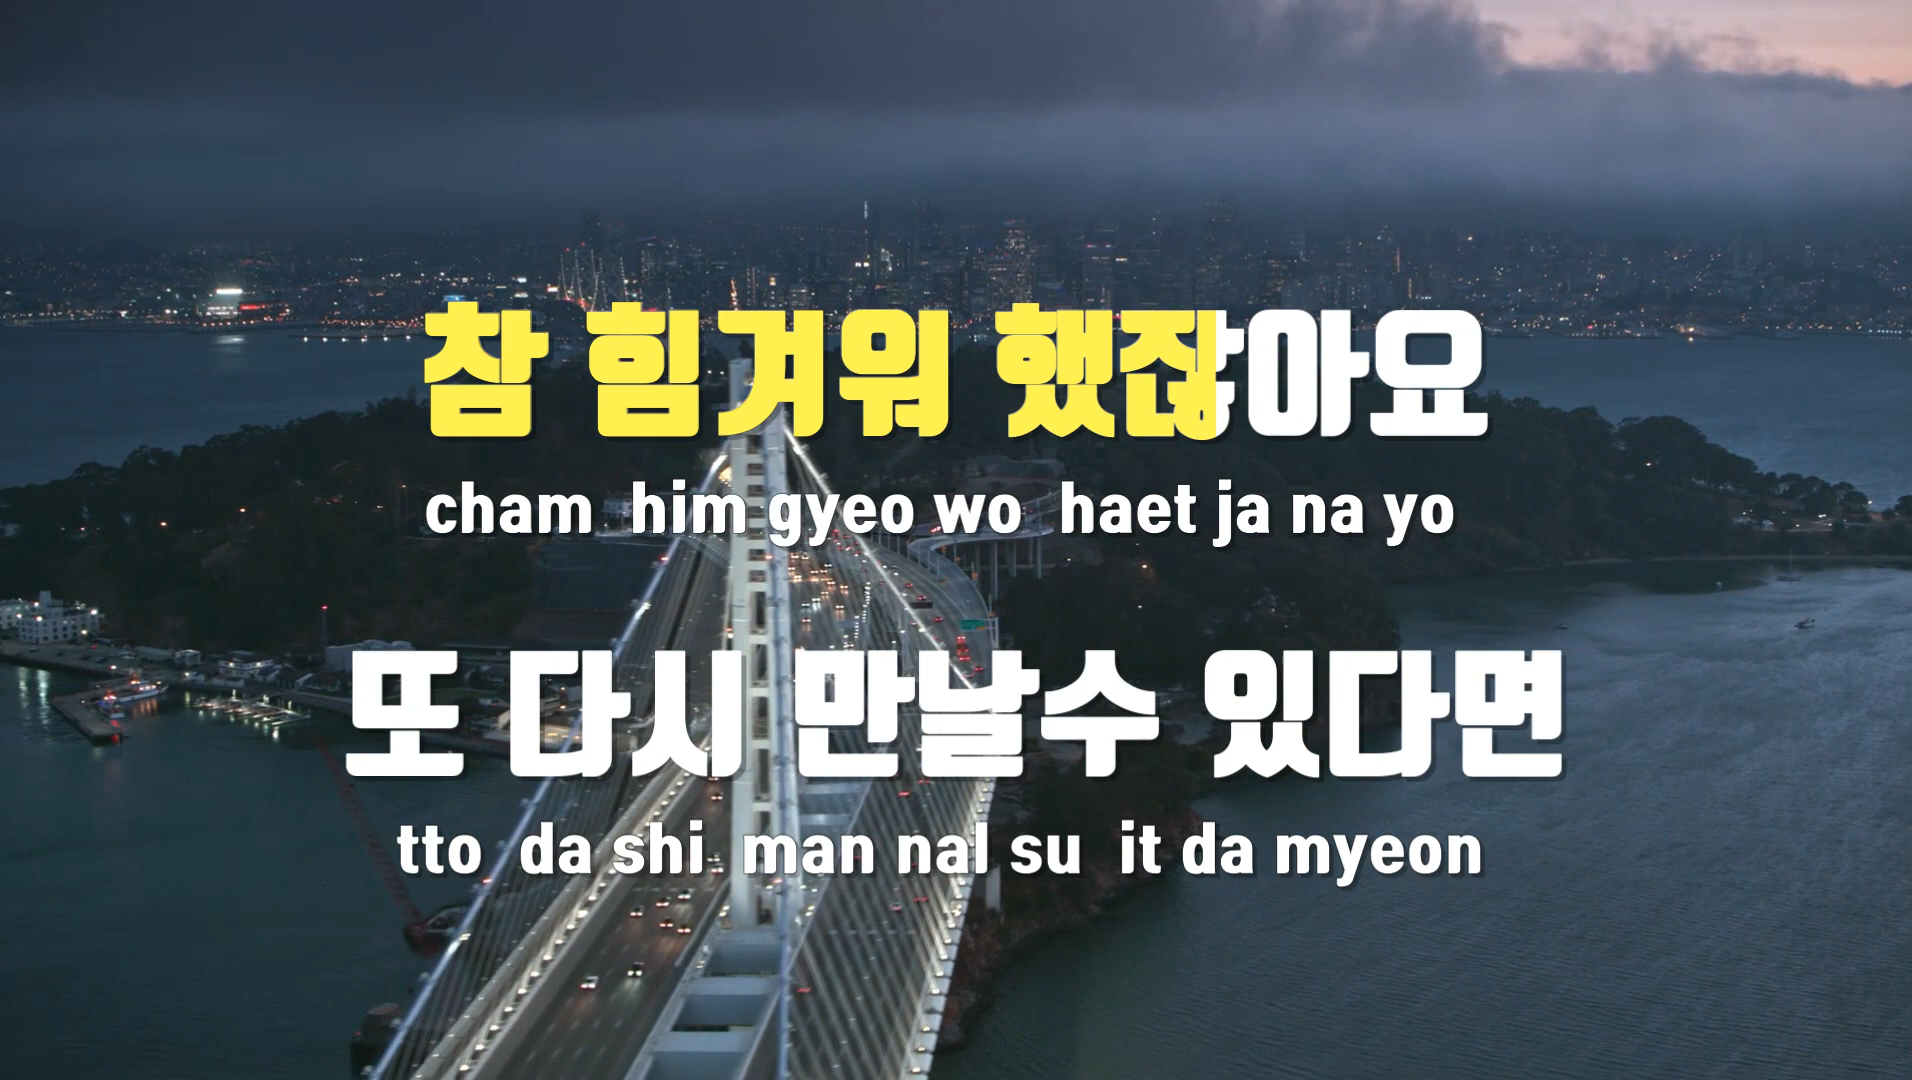 참 힘겨워 했잖아요
cham him gyeo wo haet ja na yo
또 다시 만날수 있다면
tto da shi man nal su it da myeon